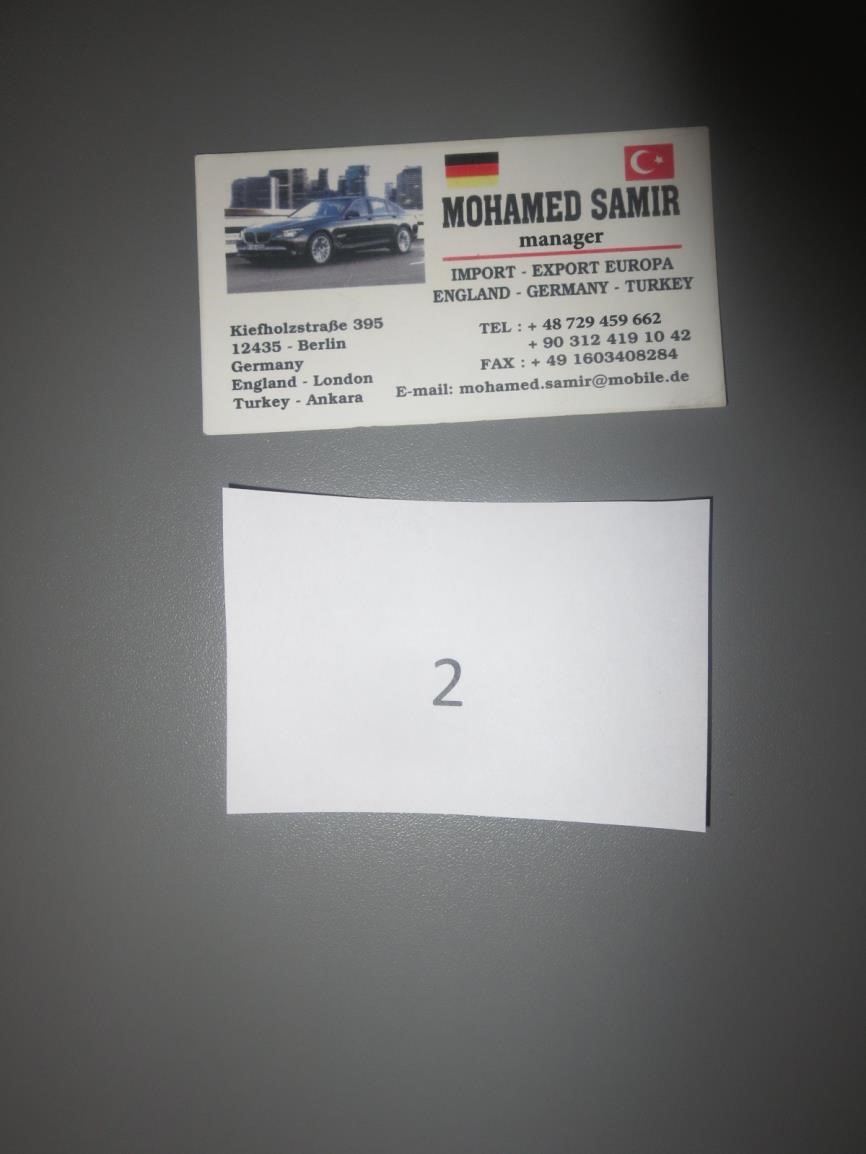 MOHAMED SAMIR
manager
IMPORT - EXPORT EUROPA
ENGLAND - GERMANY - TURKEY
Kiefholzstraße 395
12435 - Berlin
Germany
England - London
Turkey - Ankara
TEL : + 48 729 459 662
+ 90 312 419 10 42
FAX : + 49 1603408284
E-mail: mohamed.samir@mobile.de
2